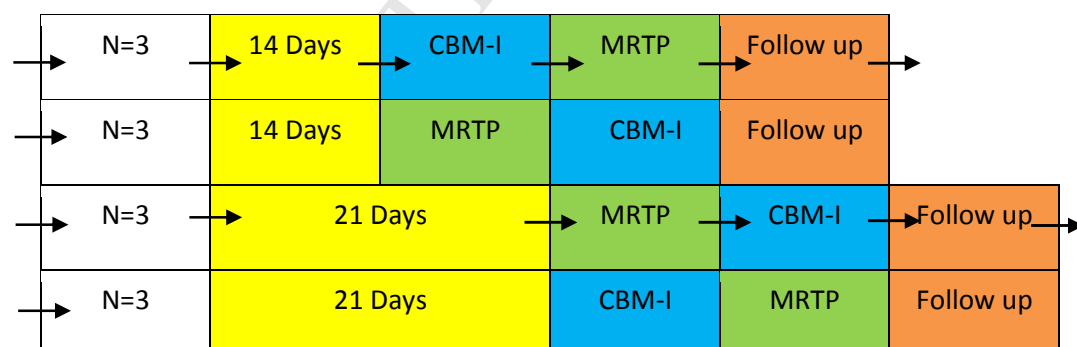 N=3 14 Days CBM-I MRTP Follow up
N=3 14 Days MRTP CBM-I Follow up
N=3 21 Days MRTP CBM-I Follow up
N=3 21 Days CBM-I MRTP Follow up